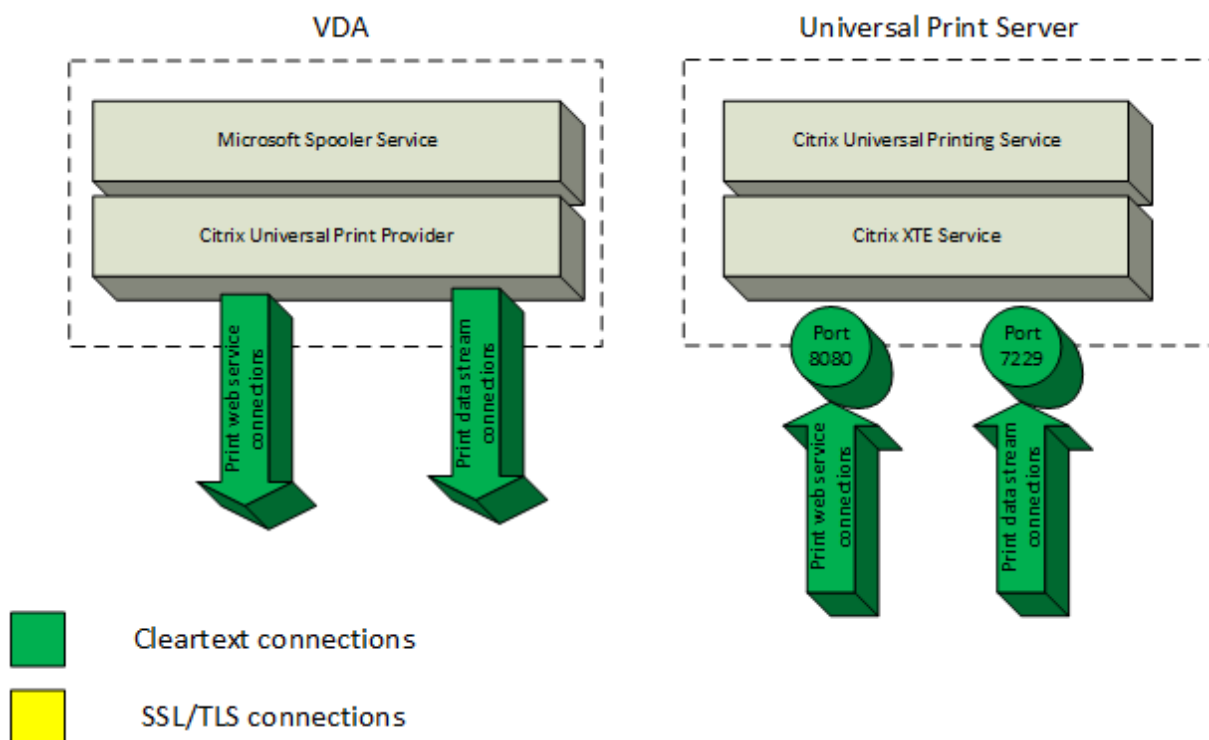 VDA
Universal Print Server
Microsoft Spooler Service
Citrix Universal Print Provider
Citrix Universal Printing Service
Citrix XTE Service
Print web service
connections
Print data stream
connections
Port
8080
Port
7229
Print web service
connections
Print data stream
connections
Cleartext connections
SSL/TLS connections